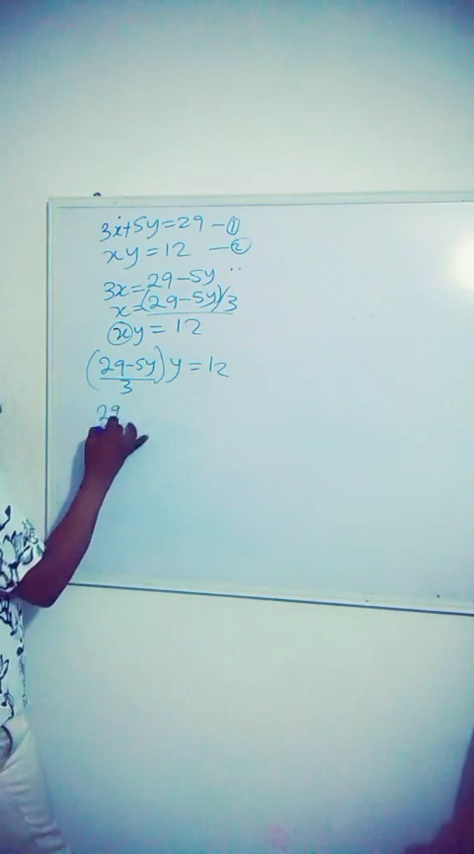 3x+5y=29 -①
xy=12 -②
3x=29-5y
x=(29-5y)/3
ⓧy=12
(29-5y/3)y=12
29